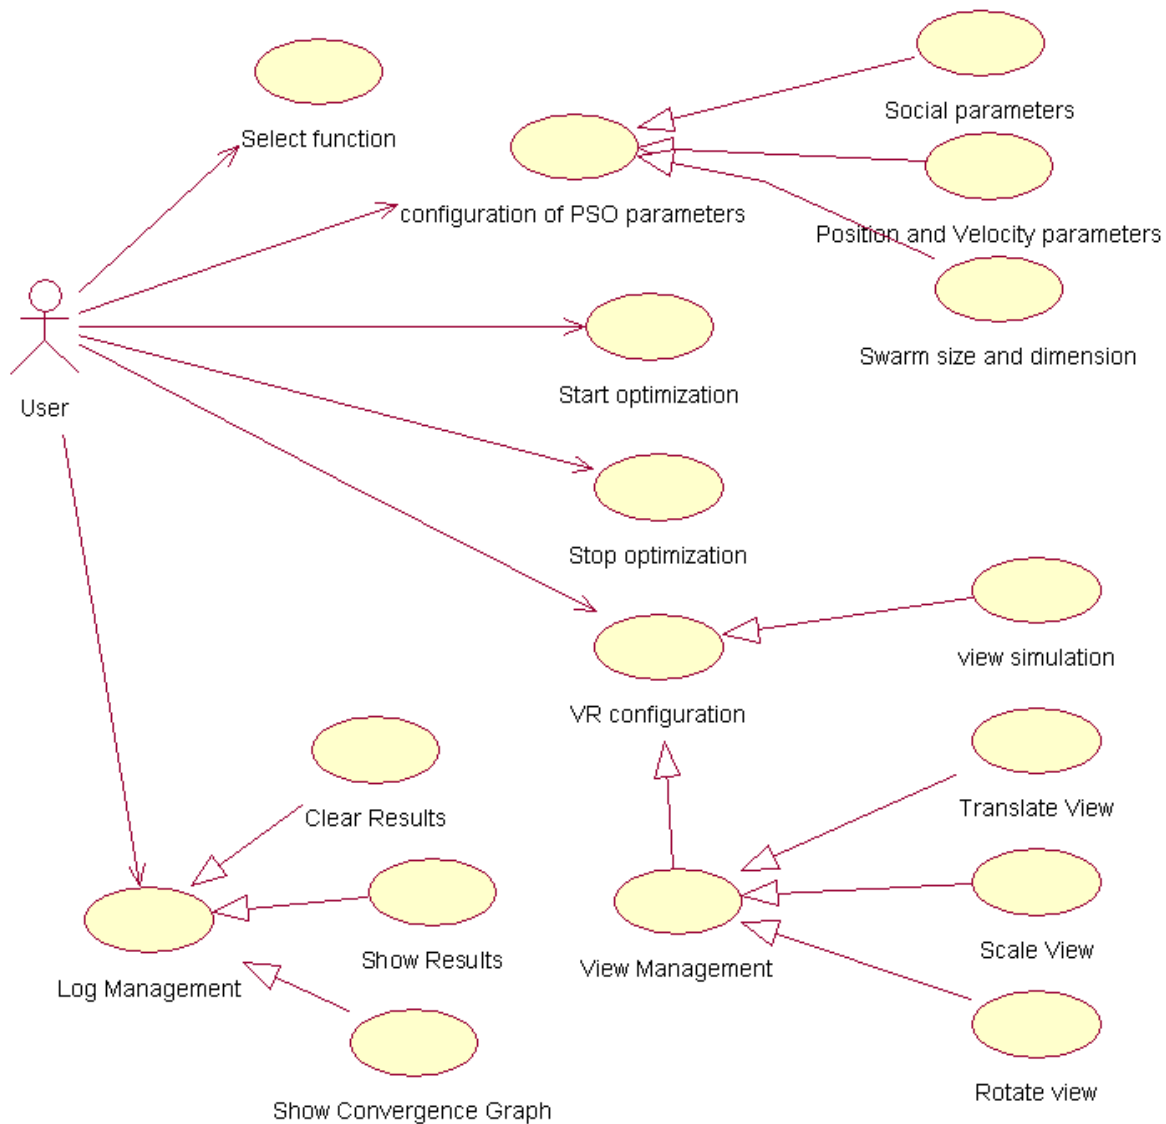 Social parameters
Select function
configuration of PSO parameters
Position and Velocity parameters
Swarm size and dimension
Start optimization
User
Stop optimization
view simulation
VR configuration
Translate View
Clear Results
Scale View
Show Results
View Management
Log Management
Rotate view
Show Convergence Graph